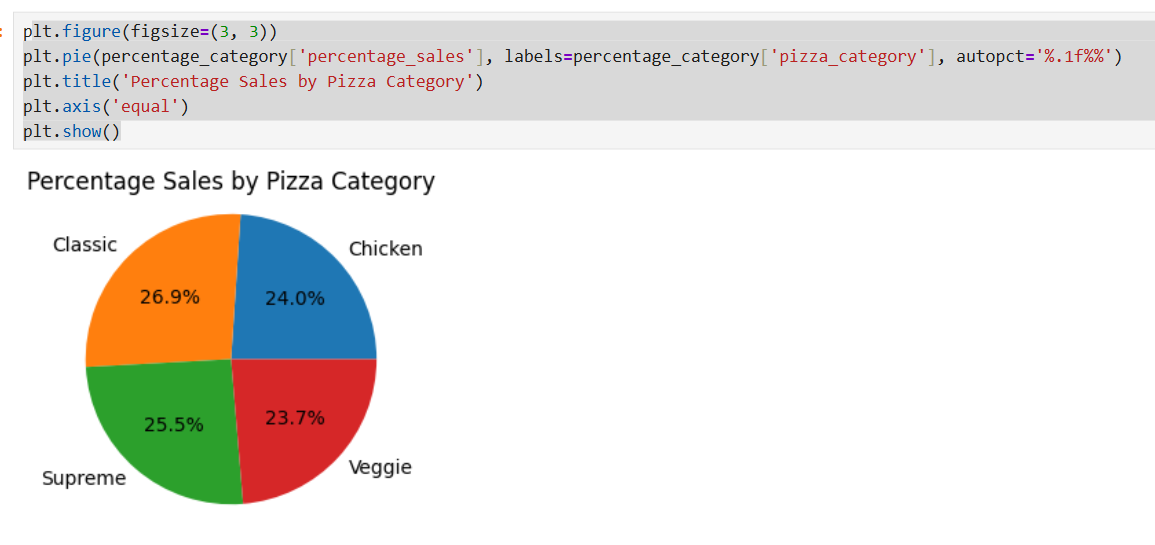 plt.figure(figsize=(3, 3))
plt.pie(percentage_category['percentage_sales'], labels=percentage_category['pizza_category'], autopct='%.1f%%')
plt.title('Percentage Sales by Pizza Category')
plt.axis('equal')
plt.show()
Percentage Sales by Pizza Category
Classic
Chicken
26.9%
24.0%
25.5%
23.7%
Supreme
Veggie